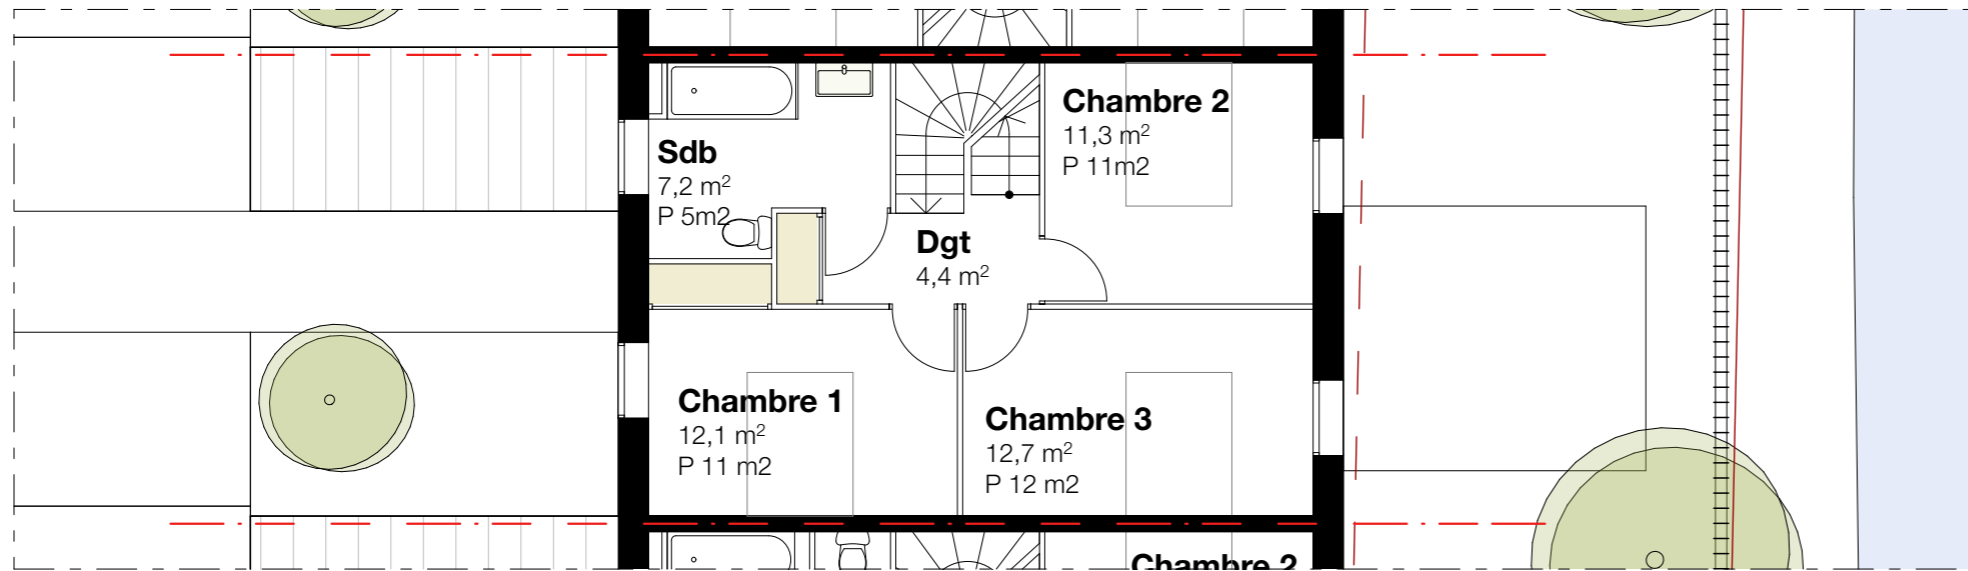 Chambre 2
11,3 m²
P 11m2
Sdb
7,2 m²
P 5m2
Dgt
4,4 m²
Chambre 1
12,1 m²
P 11 m2
Chambre 3
12,7 m²
P 12 m2
Chambre 2